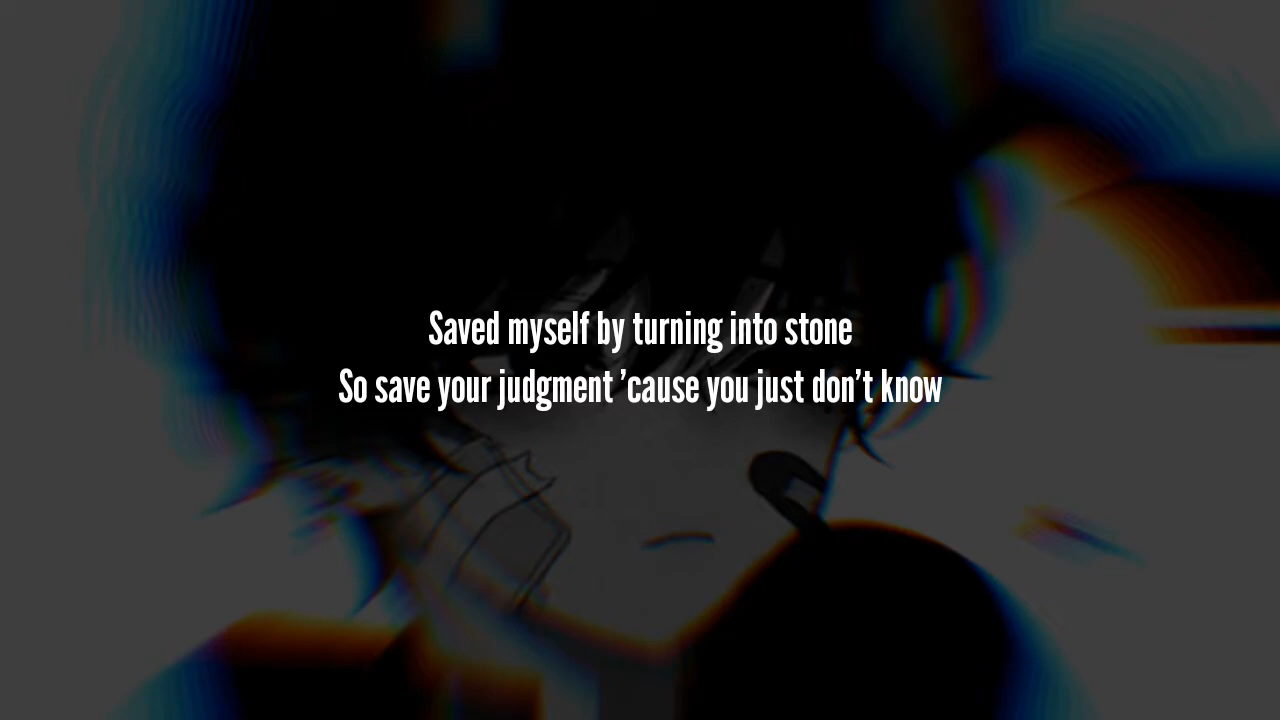 Saved myself by turning into stone
So save your judgment ’cause you just don’t know